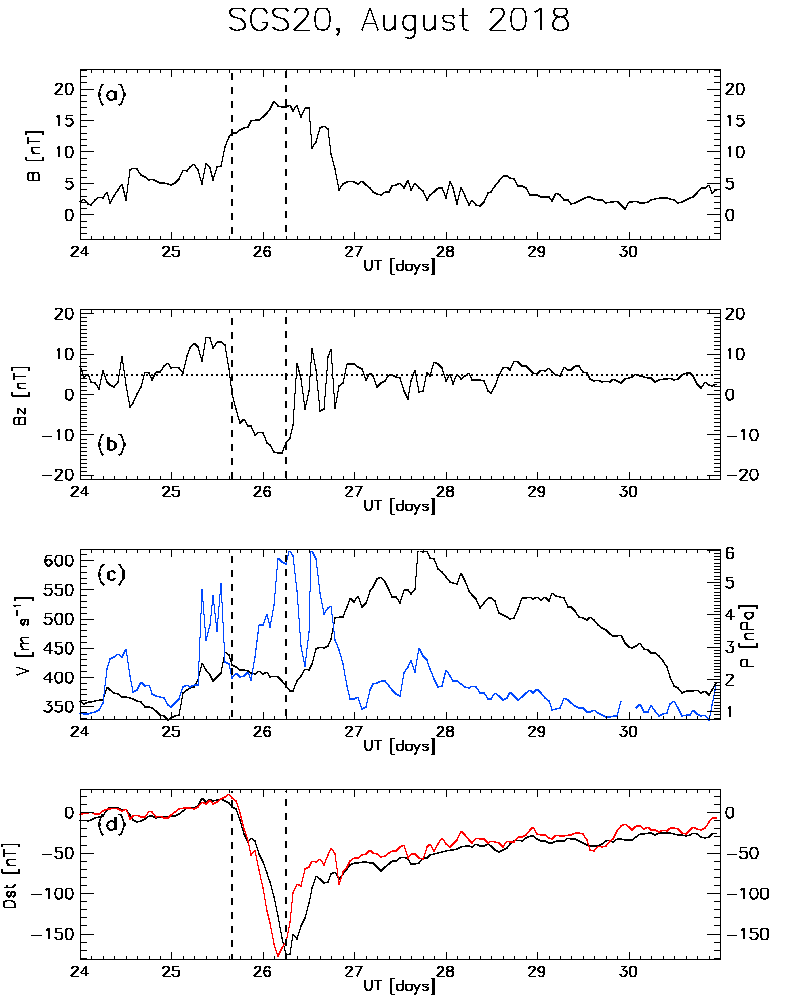 SGS20, August 2018
(a)
B [nT]
20 15 10 5 0
20 15 10 5 0
24 25 26 27 28 29 30
UT [days]
(b)
Bz [nT]
20 10 0 −10 −20
20 10 0 −10 −20
24 25 26 27 28 29 30
UT [days]
(c)
V [m s⁻¹]
600 550 500 450 400 350
6 5 4 3 2 1
P [nPa]
24 25 26 27 28 29 30
UT [days]
(d)
Dst [nT]
0 −50 −100 −150
0 −50 −100 −150
24 25 26 27 28 29 30
UT [days]